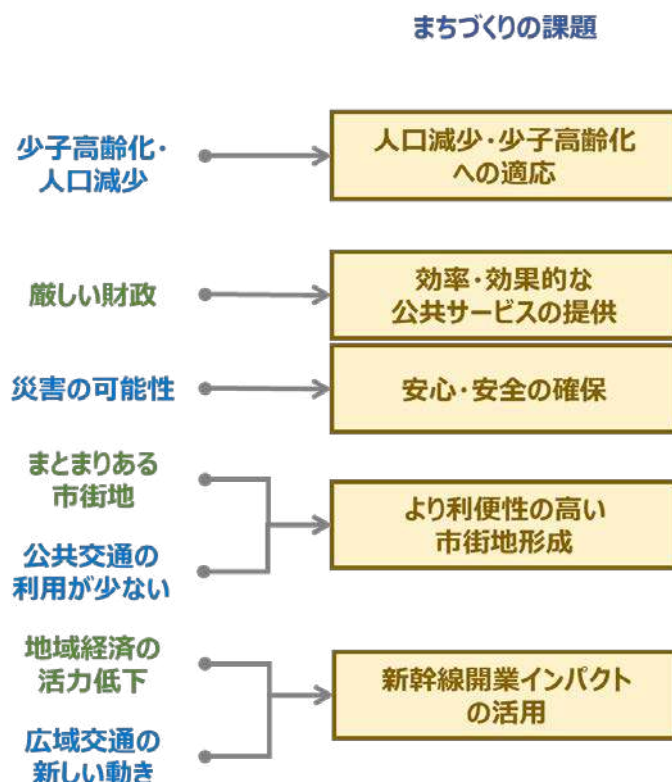 まちづくりの課題
少子高齢化・
人口減少
人口減少・少子高齢化
への適応
厳しい財政
効率・効果的な
公共サービスの提供
災害の可能性
安心・安全の確保
まとまりある
市街地
公共交通の
利用が少ない
より利便性の高い
市街地形成
地域経済の
活力低下
広域交通の
新しい動き
新幹線開業インパクト
の活用